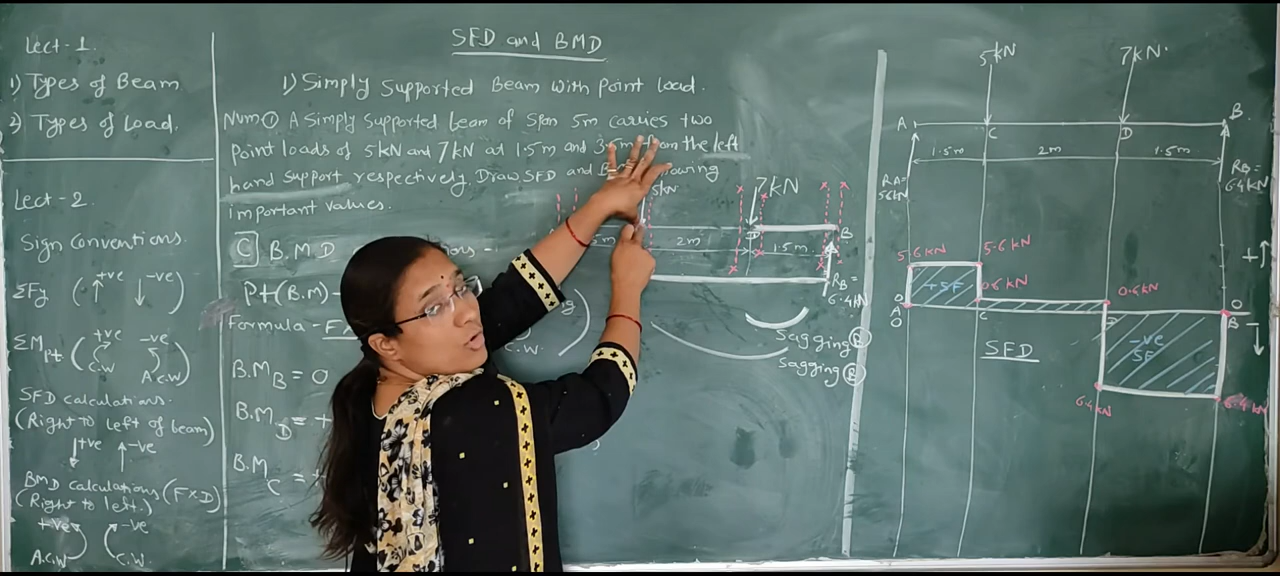 Lect-1.
1) Types of Beam
2) Types of Load.
Lect-2.
Sign Conventions.
ΣFy (↑+ve ↓-ve)
ΣM pt (+ve C.W -ve A.C.W)
SFD calculations.
(Right to left of beam)
↓+ve ↑-ve
BMD calculations (F×D)
(Right to left.)
+ve -ve
A.C.W C.W.
SFD and BMD
1) Simply Supported Beam with Point Load.
Num① A Simply Supported beam of Span 5m carries two
point loads of 5kN and 7kN at 1.5m and 3.5m from the left
hand support respectively. Draw SFD and
important values.
C B.M.D
Formula -
B.M B = 0
B.M D = +
B.M C = +
5kN 7kN
2m 1.5m
D B
R B = 6.4kN
C.W.
Sagging B
Sagging B
5kN 7kN
A C D B
1.5m 2m 1.5m
R A = 5.6kN
R B = 6.4kN
5.6kN 5.6kN
+SF
0.6kN 0.6kN
O A C O B
O
SFD
-ve SF
6.4kN 6.4kN
+↑
-↓